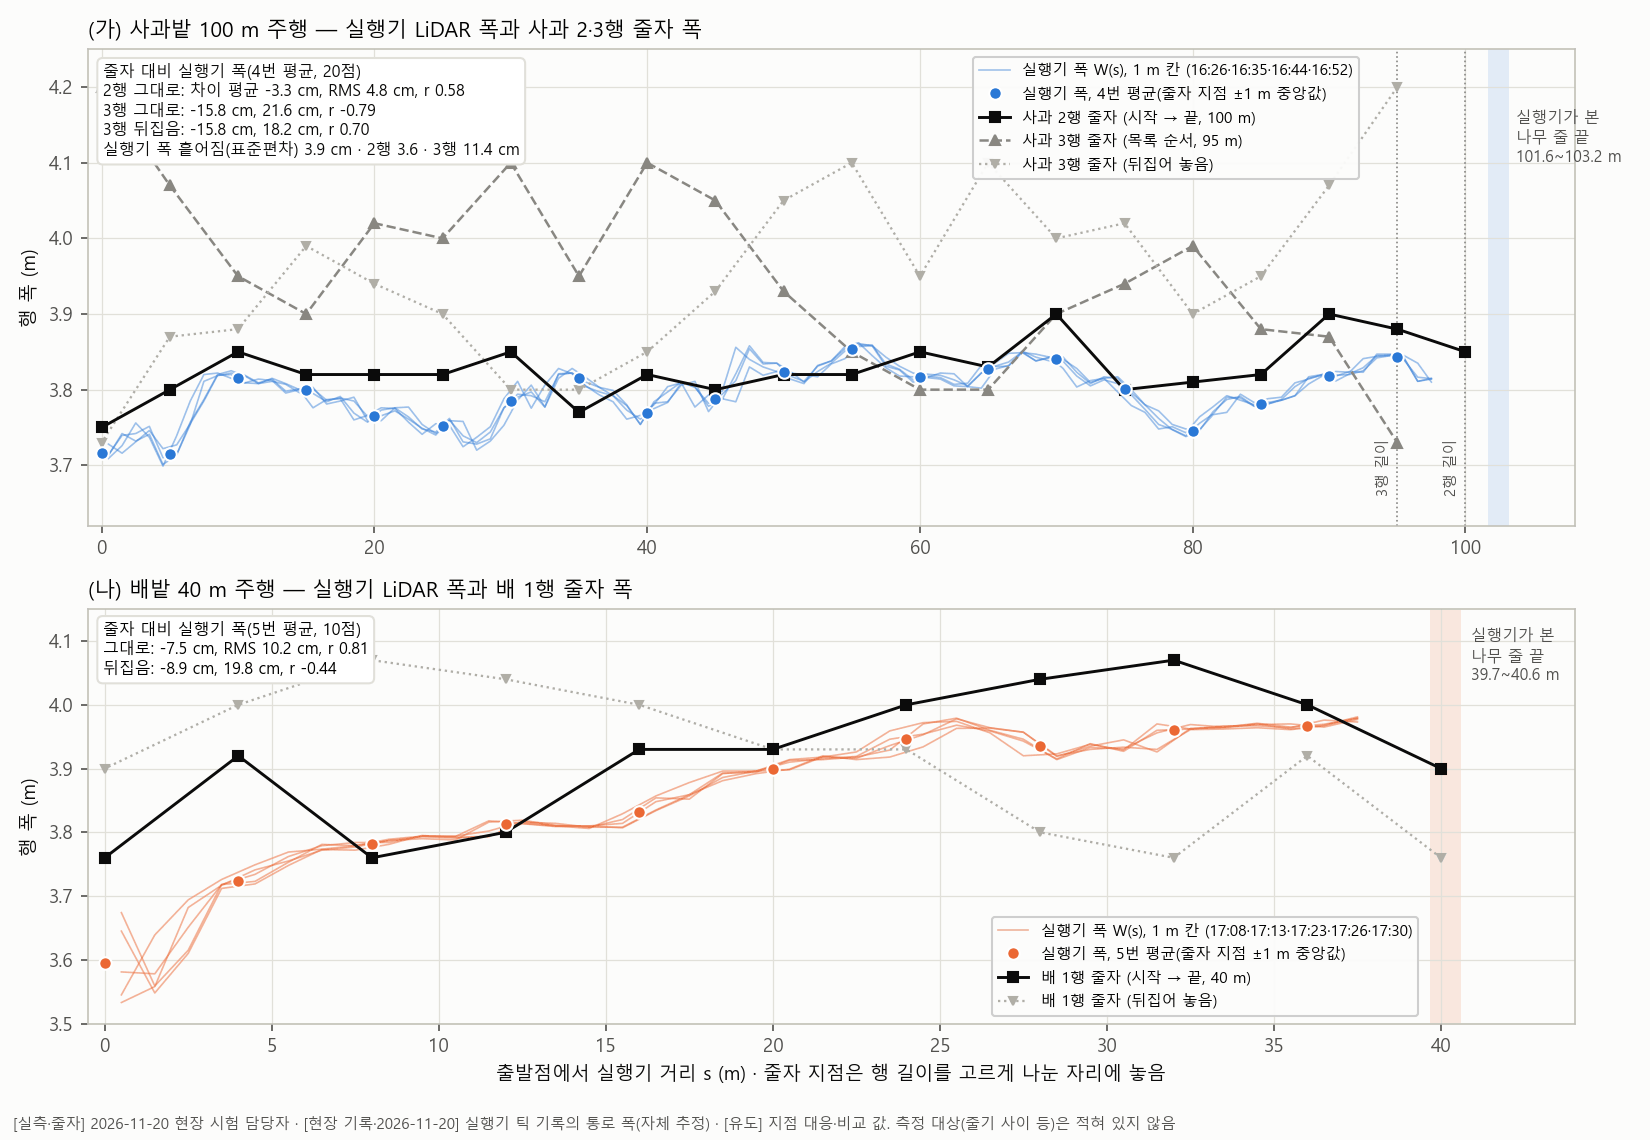 (가) 사과밭 100 m 주행 — 실행기 LiDAR 폭과 사과 2·3행 줄자 폭
줄자 대비 실행기 폭(4번 평균, 20점)
2행 그대로: 차이 평균 -3.3 cm, RMS 4.8 cm, r 0.58
3행 그대로: -15.8 cm, 21.6 cm, r -0.79
3행 뒤집음: -15.8 cm, 18.2 cm, r 0.70
실행기 폭 흩어짐(표준편차) 3.9 cm · 2행 3.6 · 3행 11.4 cm
실행기 폭 W(s), 1 m 칸 (16:26·16:35·16:44·16:52)
실행기 폭, 4번 평균(줄자 지점 ±1 m 중앙값)
사과 2행 줄자 (시작 → 끝, 100 m)
사과 3행 줄자 (목록 순서, 95 m)
사과 3행 줄자 (뒤집어 놓음)
실행기가 본
나무 줄 끝
101.6~103.2 m
행 폭 (m)
4.2
4.1
4.0
3.9
3.8
3.7
3행 길이
2행 길이
0 20 40 60 80 100
(나) 배밭 40 m 주행 — 실행기 LiDAR 폭과 배 1행 줄자 폭
줄자 대비 실행기 폭(5번 평균, 10점)
그대로: -7.5 cm, RMS 10.2 cm, r 0.81
뒤집음: -8.9 cm, 19.8 cm, r -0.44
실행기가 본
나무 줄 끝
39.7~40.6 m
행 폭 (m)
4.1
4.0
3.9
3.8
3.7
3.6
3.5
실행기 폭 W(s), 1 m 칸 (17:08·17:13·17:23·17:26·17:30)
실행기 폭, 5번 평균(줄자 지점 ±1 m 중앙값)
배 1행 줄자 (시작 → 끝, 40 m)
배 1행 줄자 (뒤집어 놓음)
0 5 10 15 20 25 30 35 40
출발점에서 실행기 거리 s (m) · 줄자 지점은 행 길이를 고르게 나눈 자리에 놓음
[실측·줄자] 2026-11-20 현장 시험 담당자 · [현장 기록·2026-11-20] 실행기 틱 기록의 통로 폭(자체 추정) · [유도] 지점 대응·비교 값. 측정 대상(줄기 사이 등)은 적혀 있지 않음